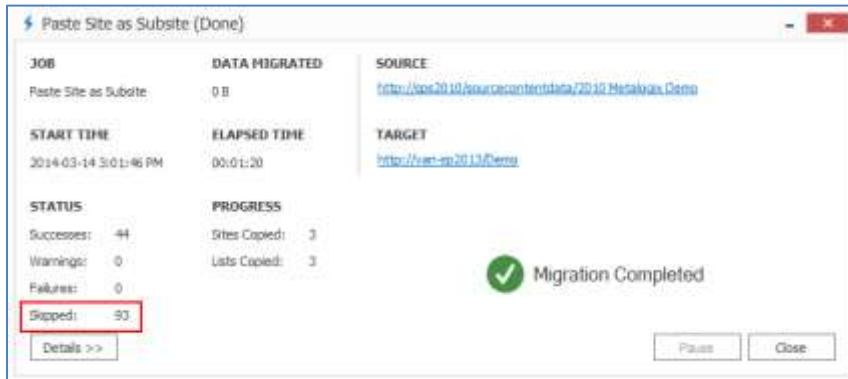 Paste Site as Subsite (Done)
JOB
Paste Site as Subsite
DATA MIGRATED
0 B
SOURCE
http://sps2010/sourcecontentdata/2010 Metalogix Demo
START TIME
2014-03-14 3:01:46 PM
ELAPSED TIME
00:01:20
TARGET
http://van-sp2013/Demo
STATUS
Successes: 44
Warnings: 0
Failures: 0
Skipped: 93
PROGRESS
Sites Copied: 3
Lists Copied: 3
Migration Completed
Details >>
Pause
Close